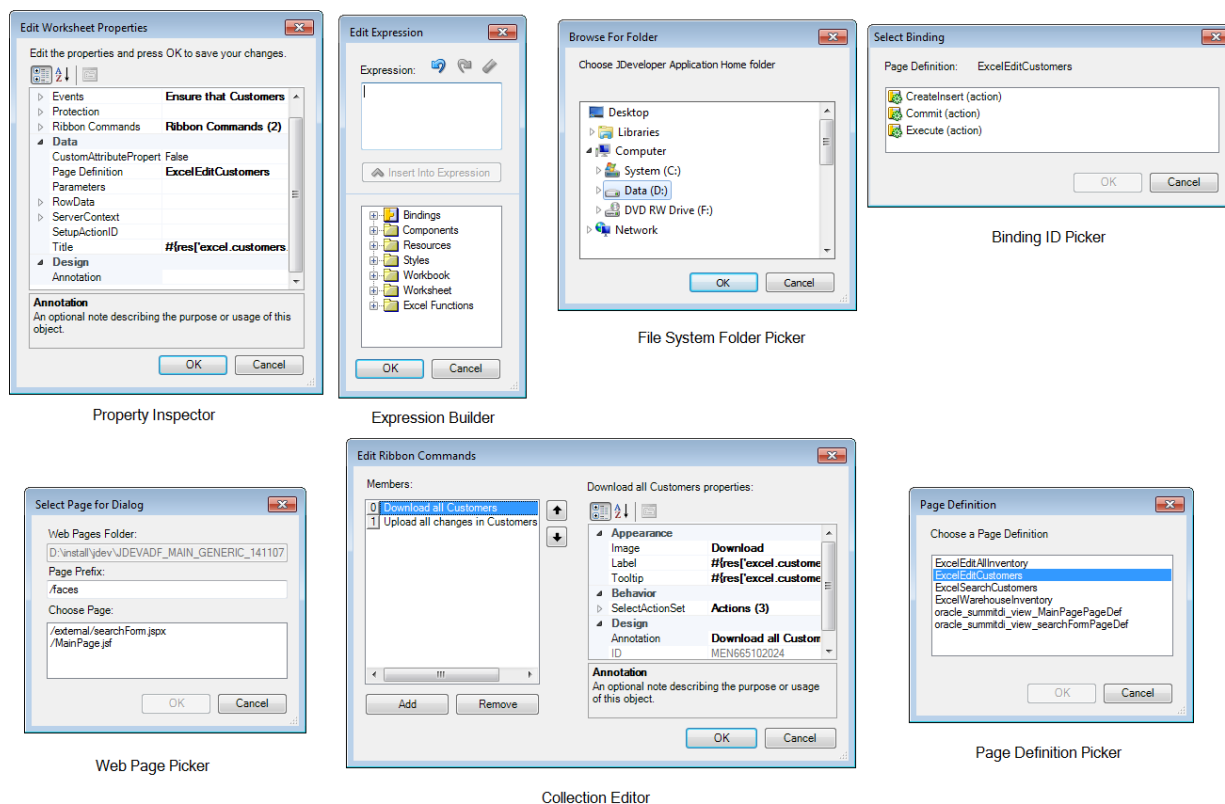 Edit Worksheet Properties
Edit the properties and press OK to save your changes.
Events Ensure that Customers
Protection
Ribbon Commands Ribbon Commands (2)
Data
CustomAttributePropert False
Page Definition ExcelEditCustomers
Parameters
RowData
ServerContext
SetupActionID
Title #{res['excel.customers.
Design
Annotation
Annotation
An optional note describing the purpose or usage of this
object.
OK Cancel
Property Inspector
Edit Expression
Expression:
Insert Into Expression
Bindings
Components
Resources
Styles
Workbook
Worksheet
Excel Functions
OK Cancel
Expression Builder
Browse For Folder
Choose JDeveloper Application Home folder
Desktop
Libraries
Computer
System (C:)
Data (D:)
DVD RW Drive (F:)
Network
OK Cancel
File System Folder Picker
Select Binding
Page Definition: ExcelEditCustomers
CreateInsert (action)
Commit (action)
Execute (action)
OK Cancel
Binding ID Picker
Select Page for Dialog
Web Pages Folder:
D:\install\jdev\JDEVADF_MAIN_GENERIC_141107
Page Prefix:
/faces
Choose Page:
/external/searchForm.jspx
/MainPage.jsf
OK Cancel
Web Page Picker
Edit Ribbon Commands
Members:
0 Download all Customers
1 Upload all changes in Customers
Add Remove
Download all Customers properties:
Appearance
Image Download
Label #{res['excel.custome
Tooltip #{res['excel.custome
Behavior
SelectActionSet Actions (3)
Design
Annotation Download all Custom
ID MEN665102024
Annotation
An optional note describing the purpose or usage
of this object.
OK Cancel
Collection Editor
Page Definition
Choose a Page Definition
ExcelEditAllInventory
ExcelEditCustomers
ExcelSearchCustomers
ExcelWarehouseInventory
oracle_summitdi_view_MainPagePageDef
oracle_summitdi_view_searchFormPageDef
OK Cancel
Page Definition Picker